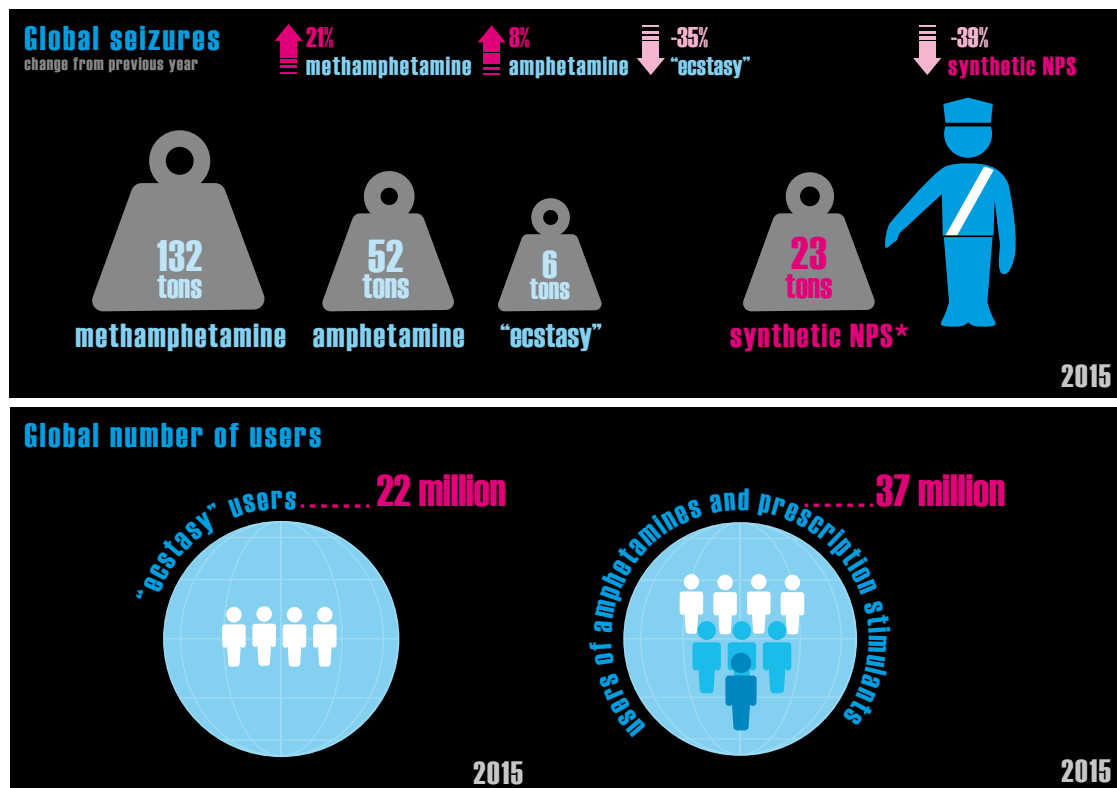 Global seizures
change from previous year
21%
methamphetamine
8%
amphetamine
-35%
“ecstasy”
-39%
synthetic NPS
132
tons
methamphetamine
52
tons
amphetamine
6
tons
“ecstasy”
23
tons
synthetic NPS*
2015
Global number of users
“ecstasy” users
22 million
2015
users of amphetamines and prescription stimulants
37 million
2015